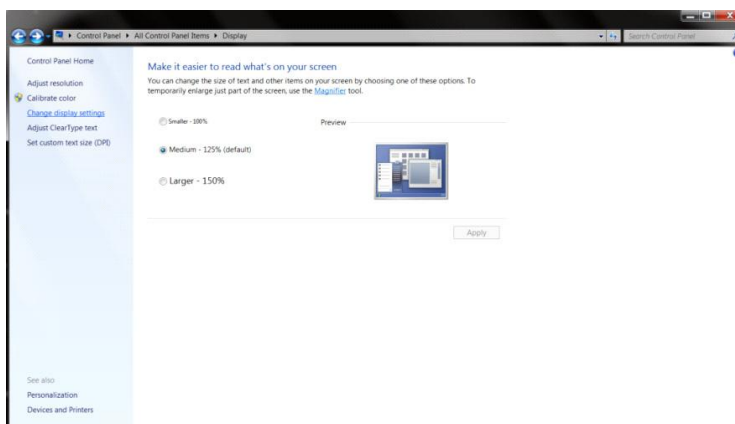 Control Panel ▸ All Control Panel Items ▸ Display
Search Control Panel
Control Panel Home
Adjust resolution
Calibrate color
Change display settings
Adjust ClearType text
Set custom text size (DPI)
Make it easier to read what's on your screen
You can change the size of text and other items on your screen by choosing one of these options. To
temporarily enlarge just part of the screen, use the Magnifier tool.
Smaller - 100%
Preview
Medium - 125% (default)
Larger - 150%
Apply
See also
Personalization
Devices and Printers